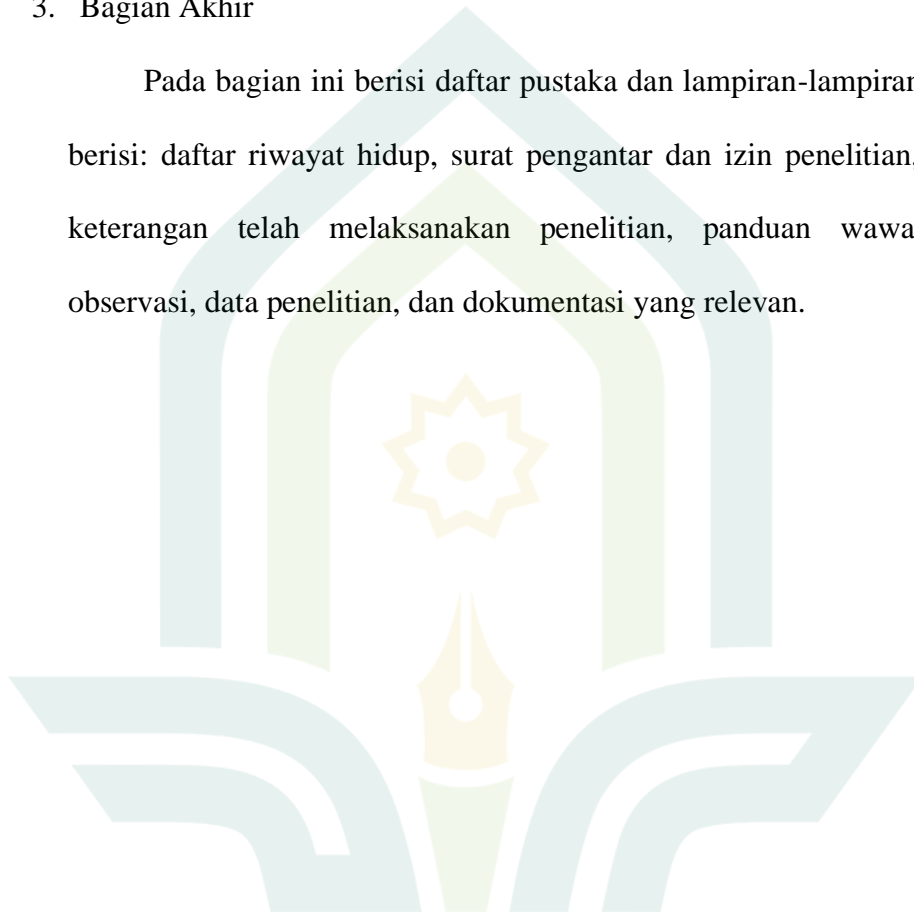 3. Bagian Akhir
Pada bagian ini berisi daftar pustaka dan lampiran-lampiran
berisi: daftar riwayat hidup, surat pengantar dan izin penelitian,
keterangan telah melaksanakan penelitian, panduan wawa
observasi, data penelitian, dan dokumentasi yang relevan.